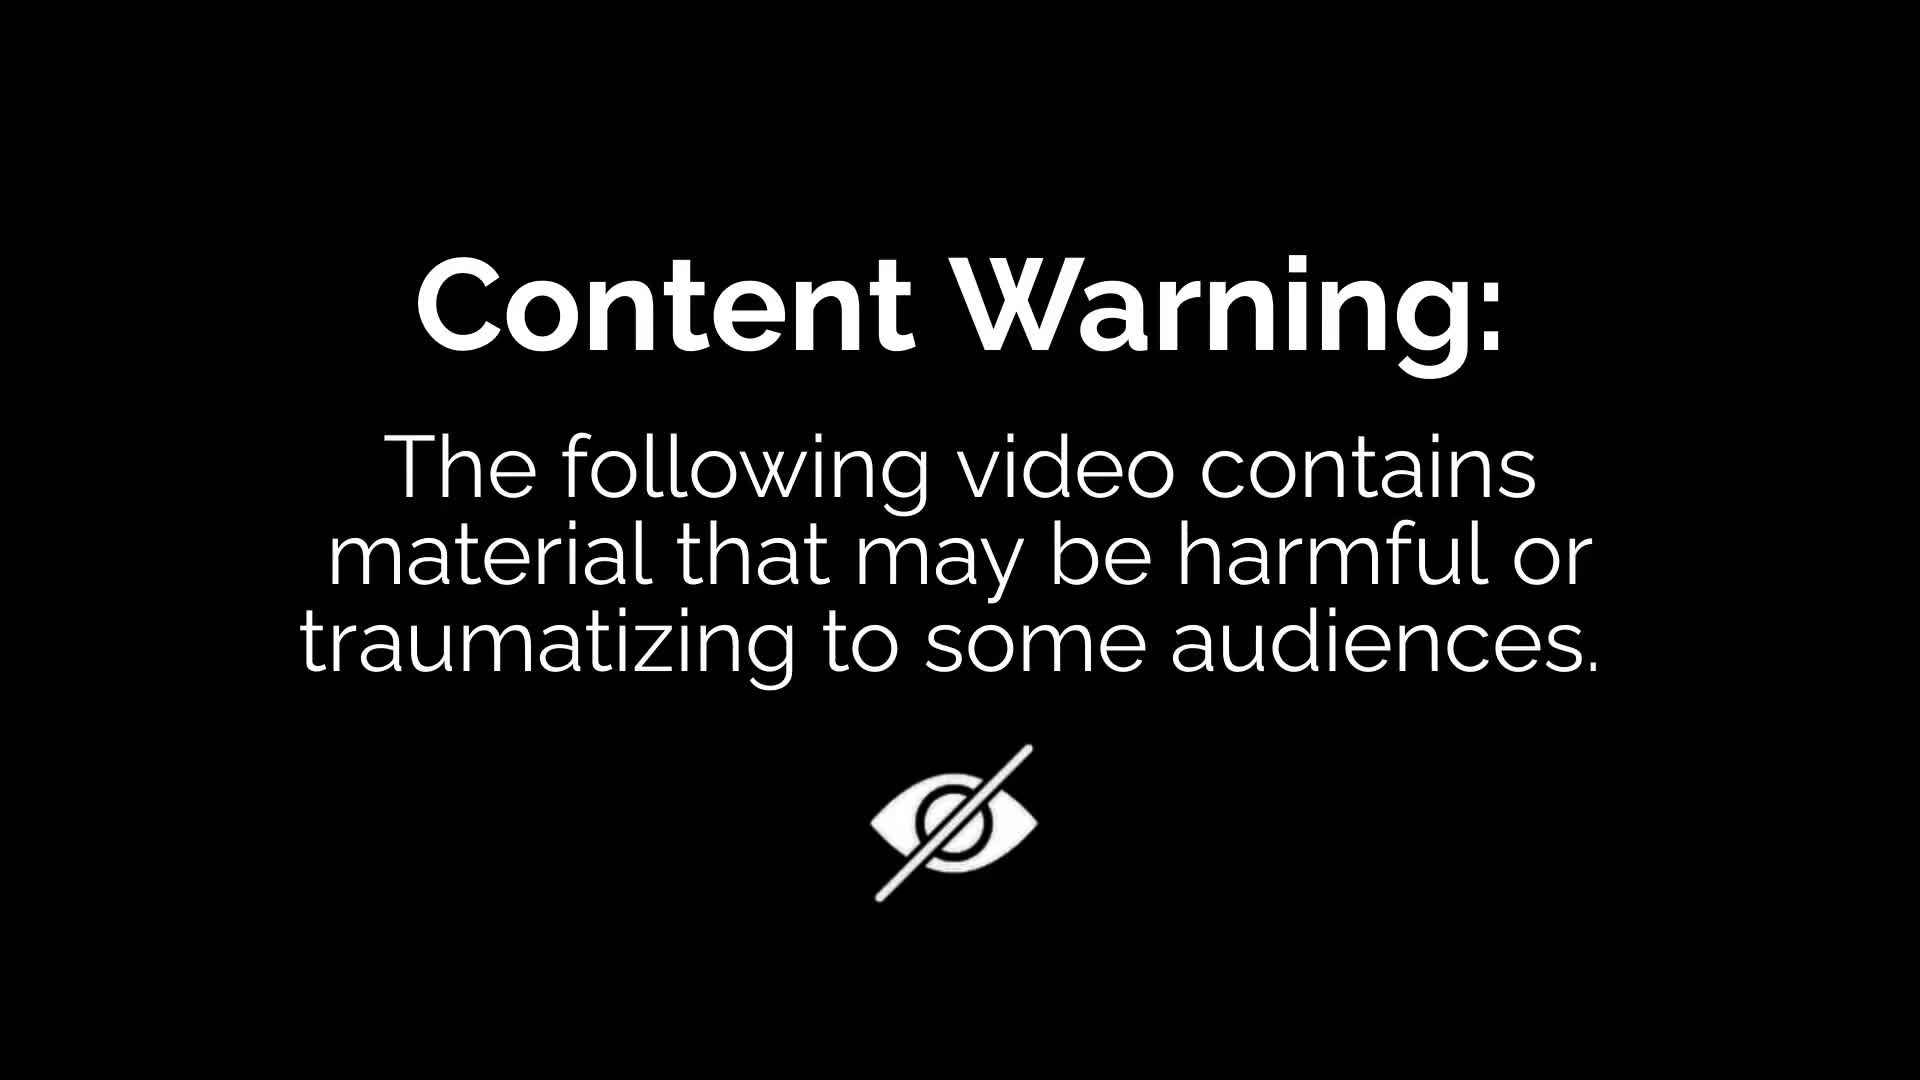 Content Warning:
The following video contains
material that may be harmful or
traumatizing to some audiences.